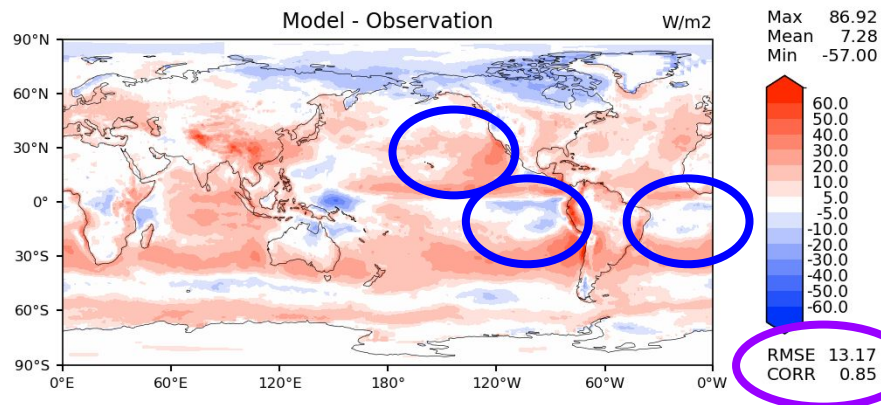 Model - Observation
W/m2
Max 86.92
Mean 7.28
Min -57.00
90°N
60°N
30°N
0°
30°S
60°S
90°S
0°E
60°E
120°E
180°E
120°W
60°W
0°W
60.0
50.0
40.0
30.0
20.0
10.0
5.0
-5.0
-10.0
-20.0
-30.0
-40.0
-50.0
-60.0
RMSE 13.17
CORR 0.85